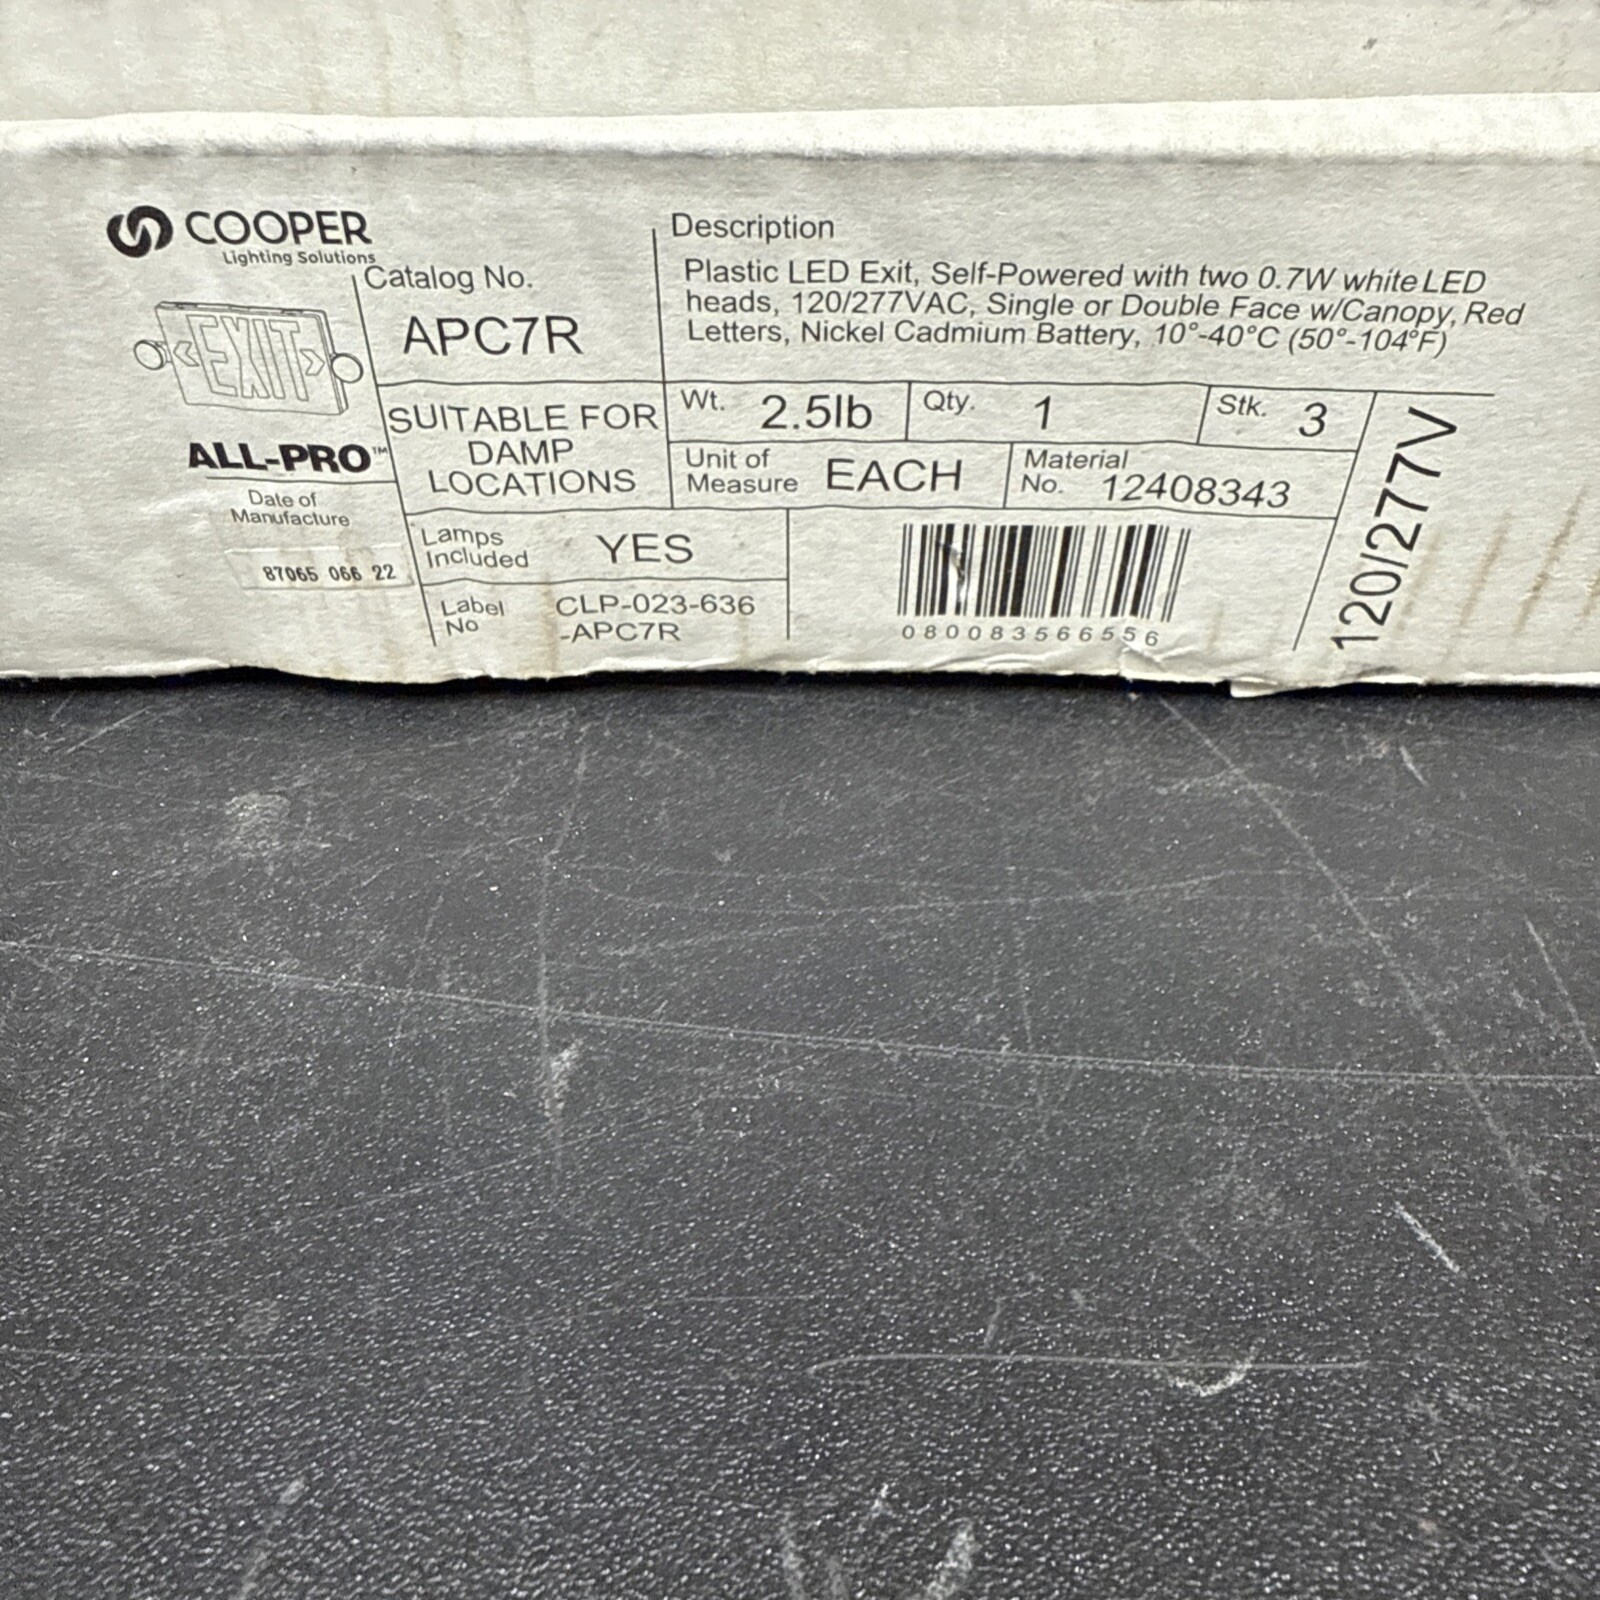 COOPER
Lighting Solutions
EXIT
ALL-PRO™
Date of
Manufacture
87065 066 22
Catalog No.
APC7R
SUITABLE FOR
DAMP
LOCATIONS
Lamps
Included
YES
Label
No
CLP-023-636
-APC7R
Description
Plastic LED Exit, Self-Powered with two 0.7W white LED
heads, 120/277VAC, Single or Double Face w/Canopy, Red
Letters, Nickel Cadmium Battery, 10°-40°C (50°-104°F)
Wt. 2.5lb
Qty. 1
Stk. 3
Unit of
Measure
EACH
Material
No. 12408343
080083566556
120/277V